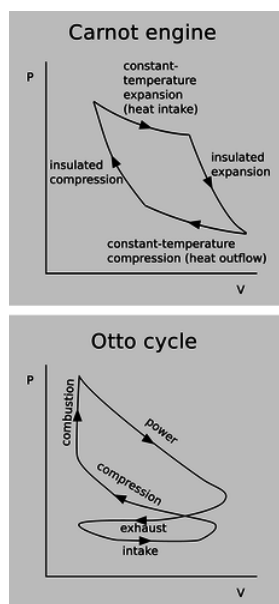 Carnot engine
P
constant-
temperature
expansion
(heat intake)
insulated
compression
insulated
expansion
constant-temperature
compression (heat outflow)
V
Otto cycle
P
combustion
power
compression
exhaust
intake
V